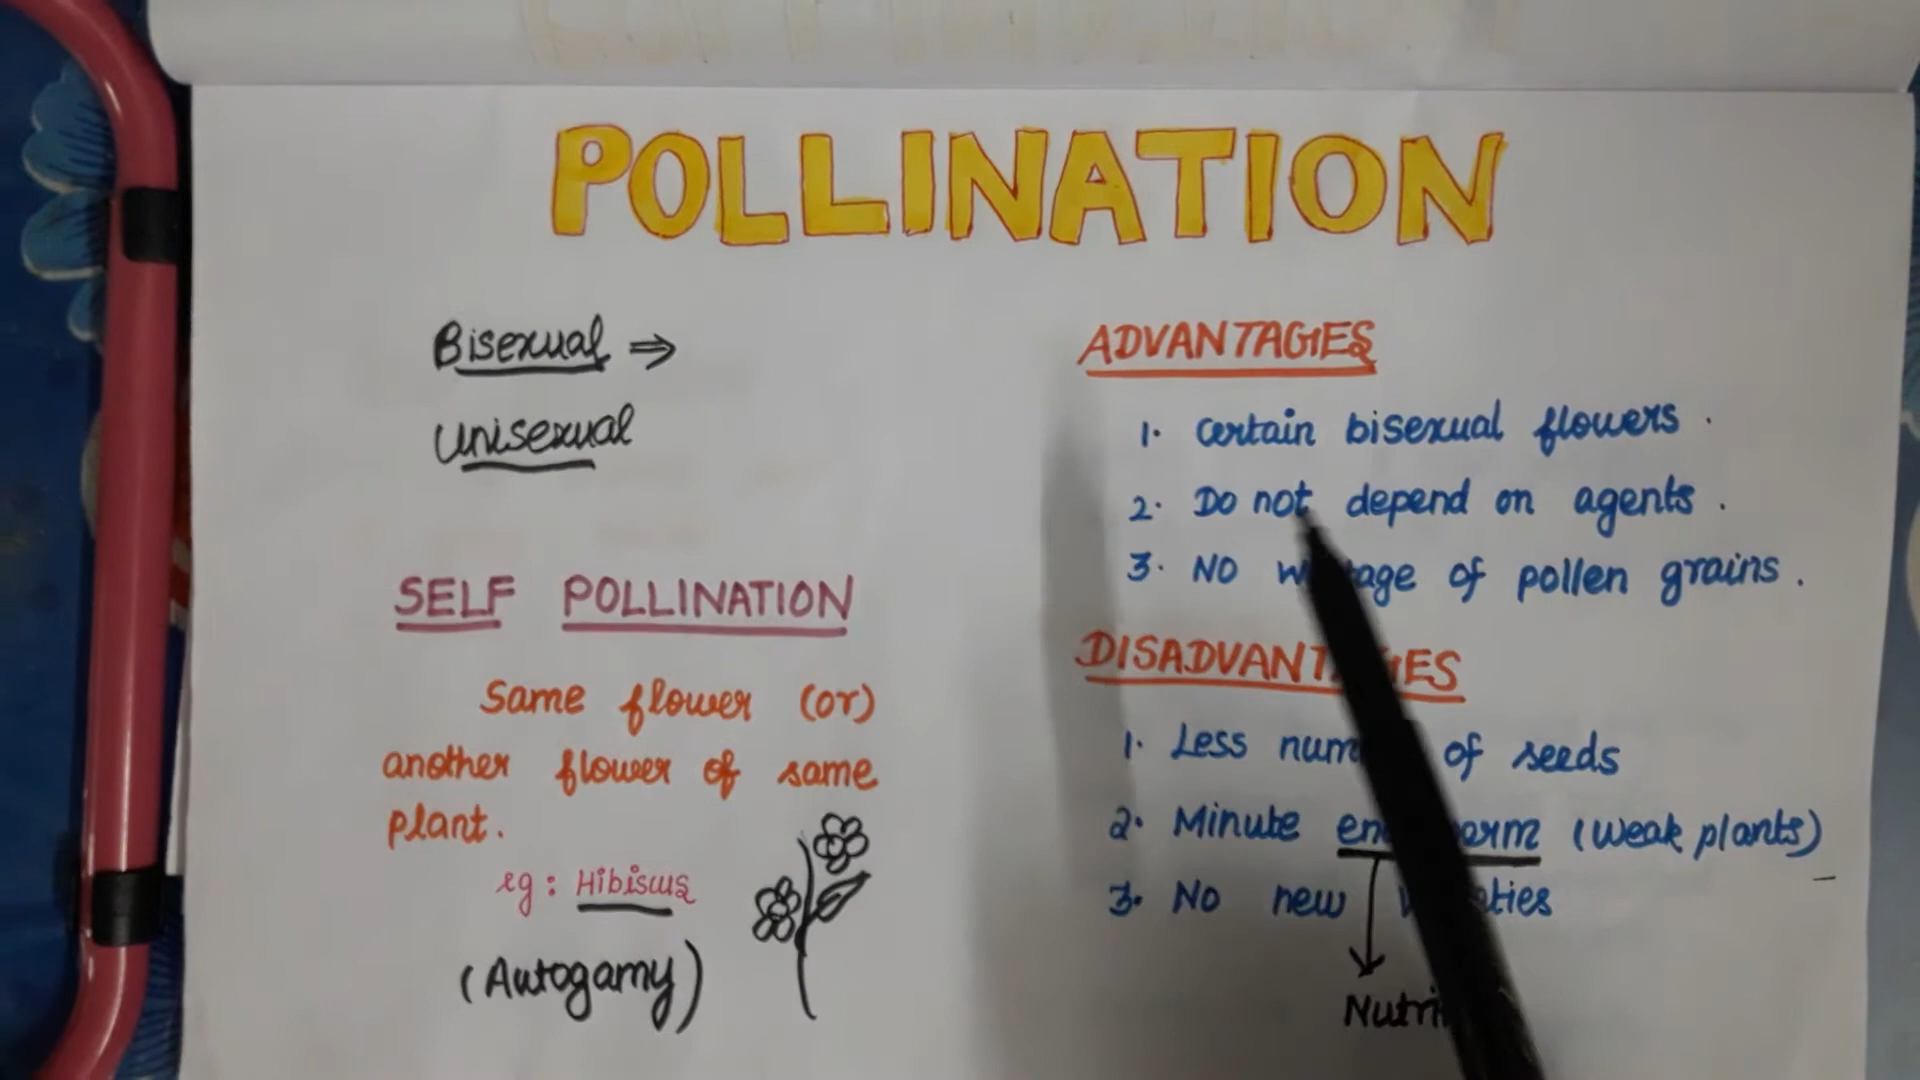 POLLINATION
Bisexual ⇒
Unisexual
SELF POLLINATION
Same flower (or)
another flower of same
plant.
eg: Hibiscus
(Autogamy)
ADVANTAGES
1. Certain bisexual flowers.
2. Do not depend on agents.
3. NO of pollen grains.
DISADVANTAGES
1. Less of seeds
2. Minute (weak plants)
3. No new